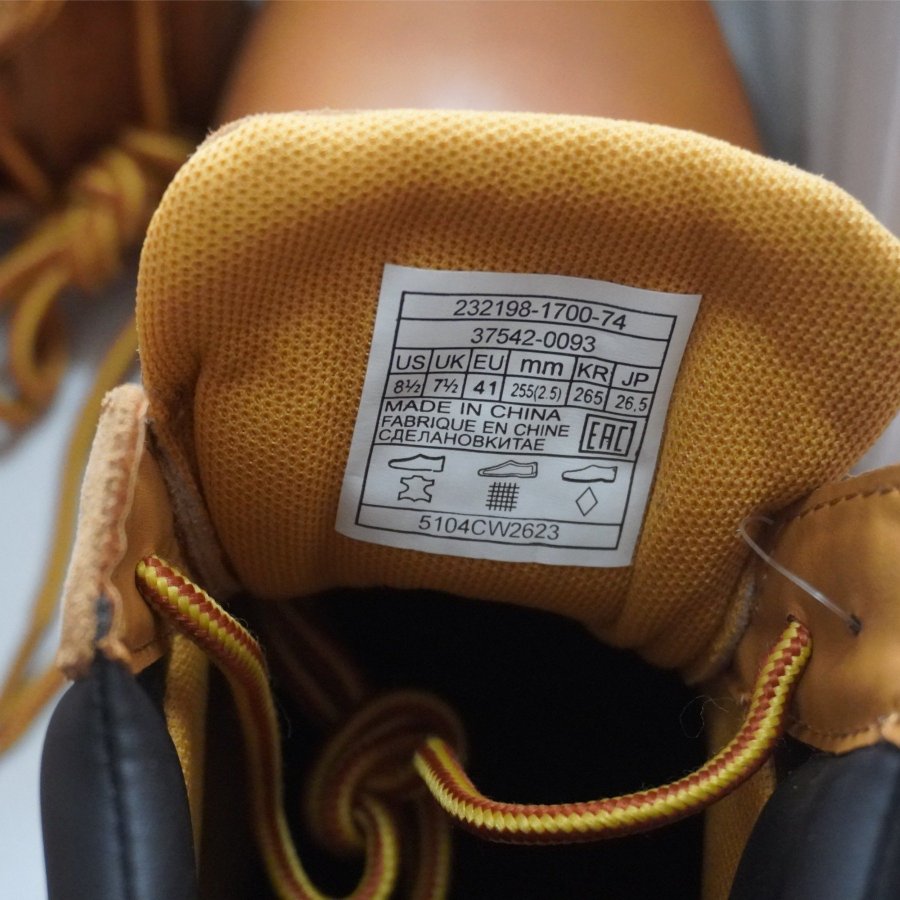 232198-1700-74
37542-0093
US UK EU mm KR JP
8½ 7½ 41 255(2.5) 265 26.5
MADE IN CHINA
FABRIQUE EN CHINE
СДЕЛАНОВКИТАЕ
EAC
5104CW2623